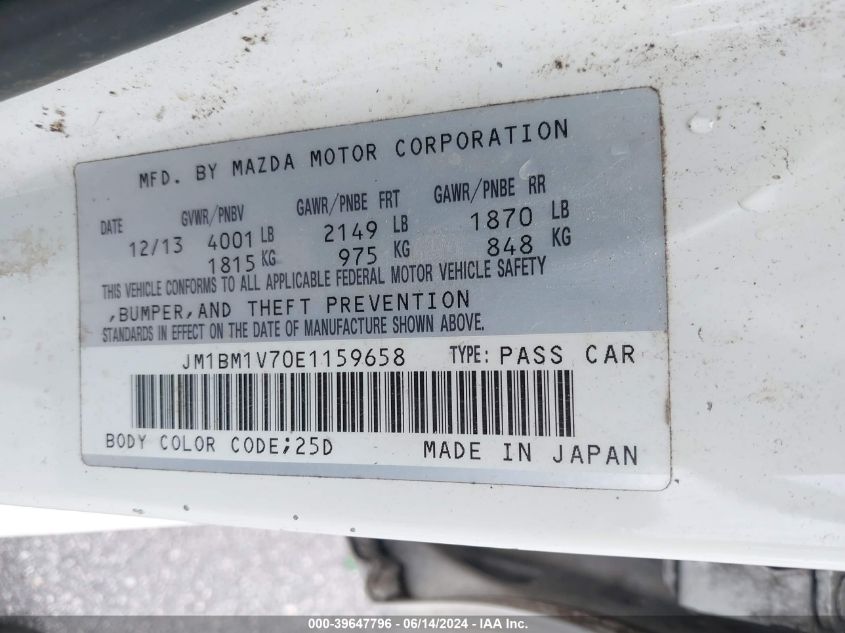 MFD. BY MAZDA MOTOR CORPORATION
DATE GVWR/PNBV GAWR/PNBE FRT GAWR/PNBE RR
12/13 4001 LB 2149 LB 1870 LB
1815 KG 975 KG 848 KG
THIS VEHICLE CONFORMS TO ALL APPLICABLE FEDERAL MOTOR VEHICLE SAFETY
,BUMPER,AND THEFT PREVENTION
STANDARDS IN EFFECT ON THE DATE OF MANUFACTURE SHOWN ABOVE.
JM1BM1V70E1159658 TYPE: PASS CAR
BODY COLOR CODE;25D MADE IN JAPAN
000-39647796 - 06/14/2024 - IAA Inc.